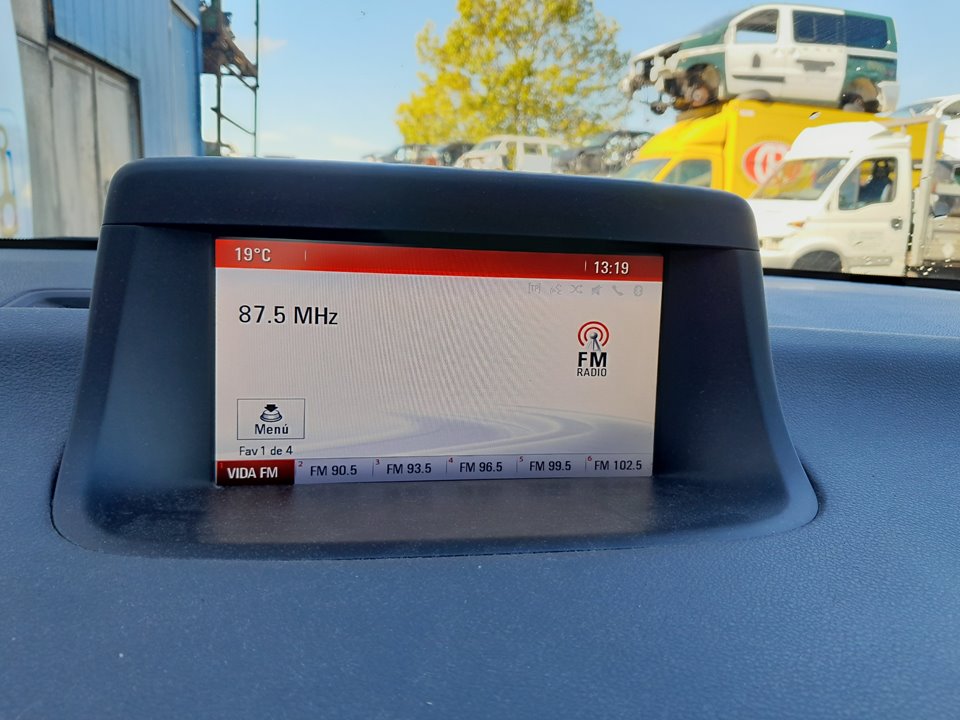 19°C
13:19
87.5 MHz
FM
RADIO
Menú
Fav 1 de 4
1 VIDA FM
2 FM 90.5
3 FM 93.5
4 FM 96.5
5 FM 99.5
6 FM 102.5